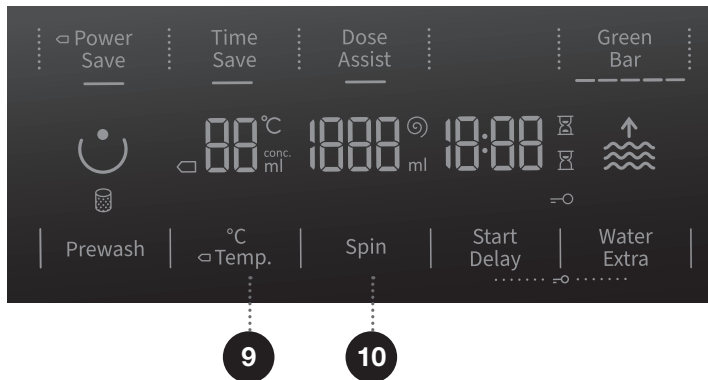 Power
Save
Time
Save
Dose
Assist
Green
Bar
88 °C
conc.
ml
1888
ml
18:88
Prewash
°C
Temp.
Spin
Start
Delay
Water
Extra
9
10